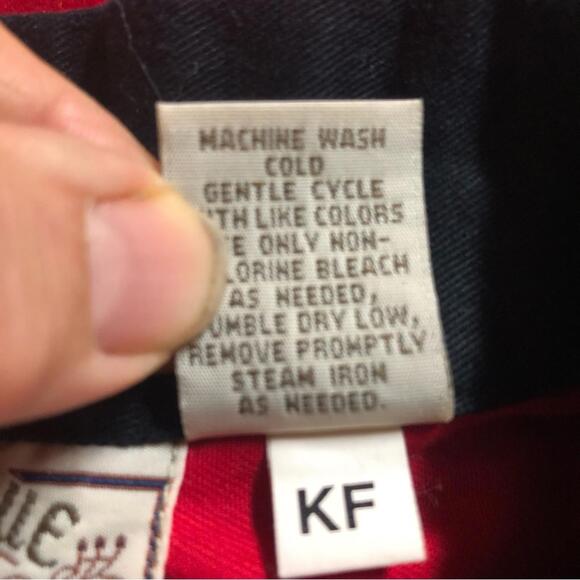 MACHINE WASH
COLD
GENTLE CYCLE
LIKE COLORS
ONLY NON-
BLEACH
AS NEEDED,
DRY LOW,
REMOVE PROMPTLY
STEAM IRON
AS NEEDED.
KF